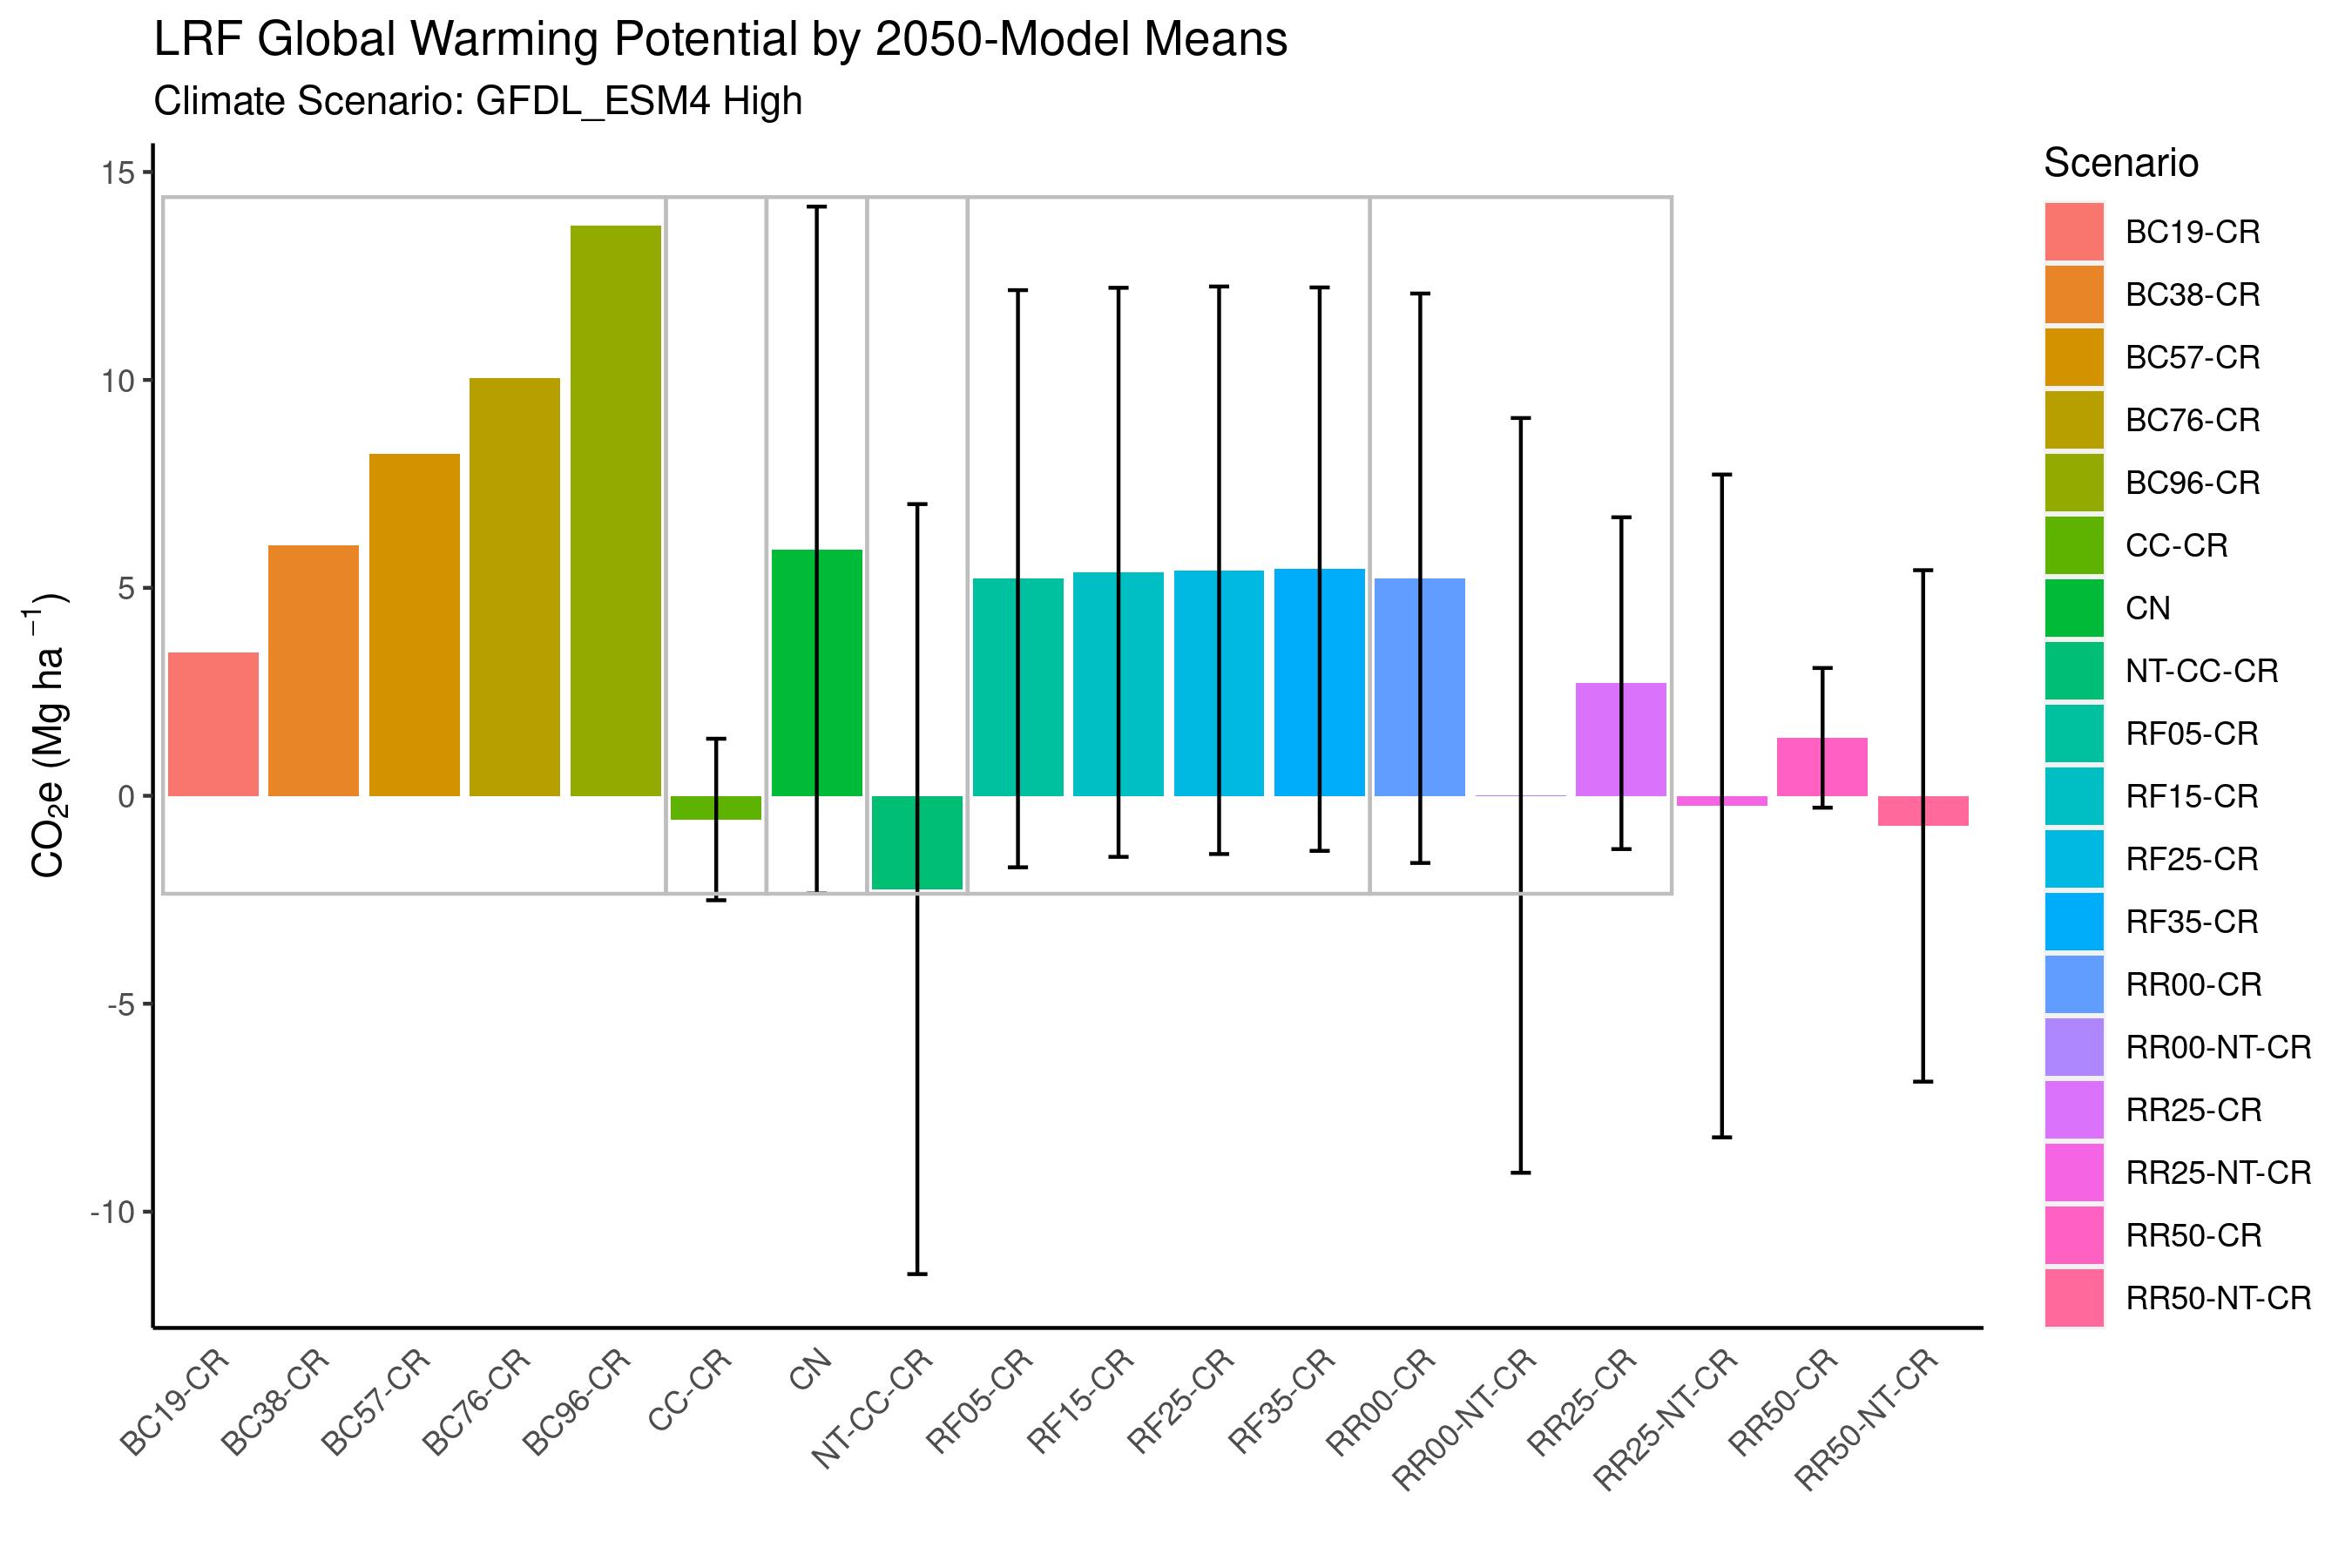 LRF Global Warming Potential by 2050-Model Means
Climate Scenario: GFDL_ESM4 High
CO₂e (Mg ha ⁻¹)
15
10
5
0
-5
-10
BC19-CR
BC38-CR
BC57-CR
BC76-CR
BC96-CR
CC-CR
CN
NT-CC-CR
RF05-CR
RF15-CR
RF25-CR
RF35-CR
RR00-CR
RR00-NT-CR
RR25-CR
RR25-NT-CR
RR50-CR
RR50-NT-CR
Scenario
BC19-CR
BC38-CR
BC57-CR
BC76-CR
BC96-CR
CC-CR
CN
NT-CC-CR
RF05-CR
RF15-CR
RF25-CR
RF35-CR
RR00-CR
RR00-NT-CR
RR25-CR
RR25-NT-CR
RR50-CR
RR50-NT-CR